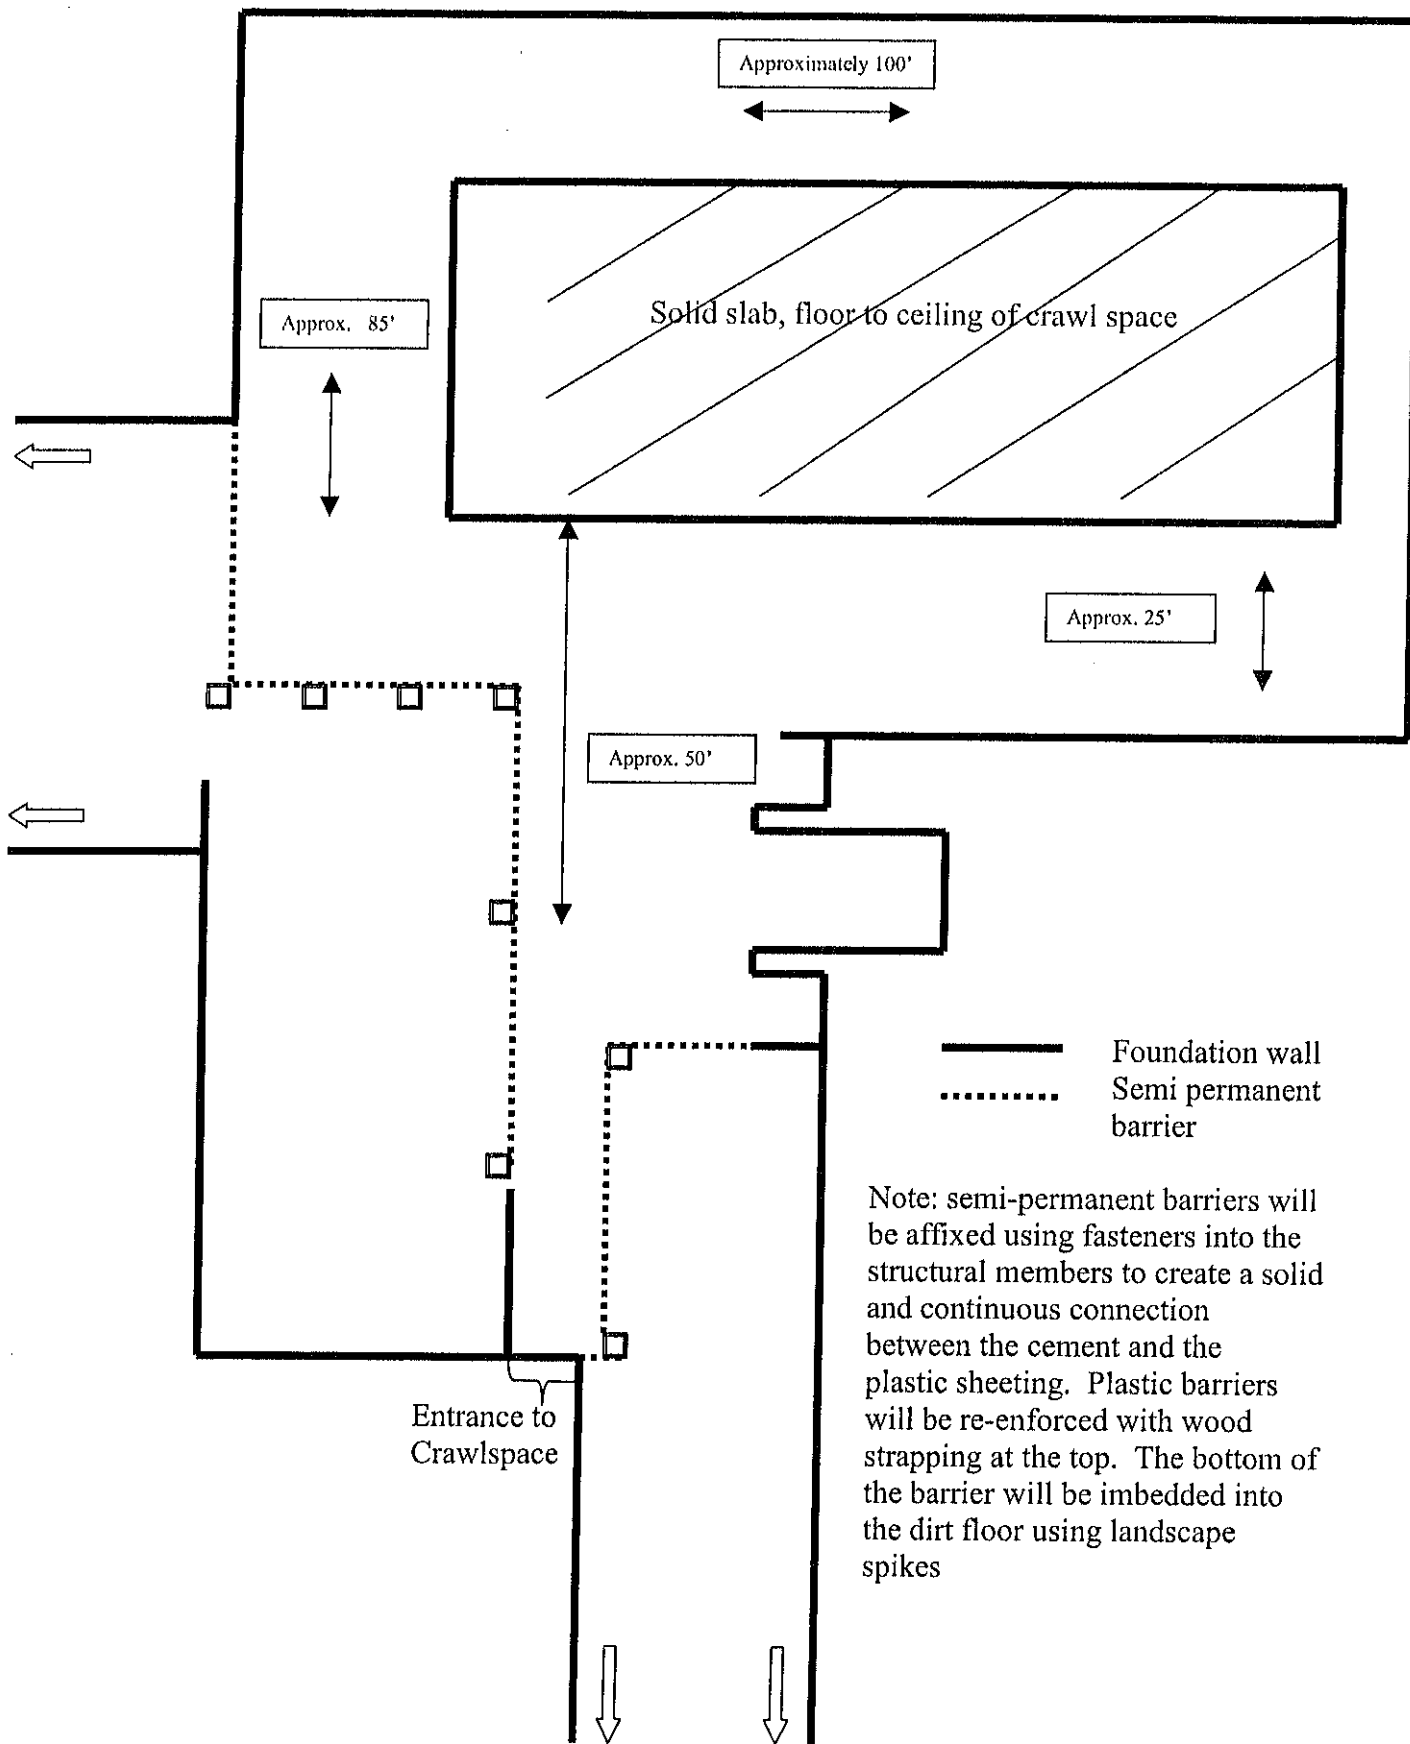 Approximately 100'
Solid slab, floor to ceiling of crawl space
Approx. 85'
Approx. 25'
Approx. 50'
Foundation wall
Semi permanent
barrier
Note: semi-permanent barriers will
be affixed using fasteners into the
structural members to create a solid
and continuous connection
between the cement and the
plastic sheeting. Plastic barriers
will be re-enforced with wood
strapping at the top. The bottom of
the barrier will be imbedded into
the dirt floor using landscape
spikes
Entrance to
Crawlspace